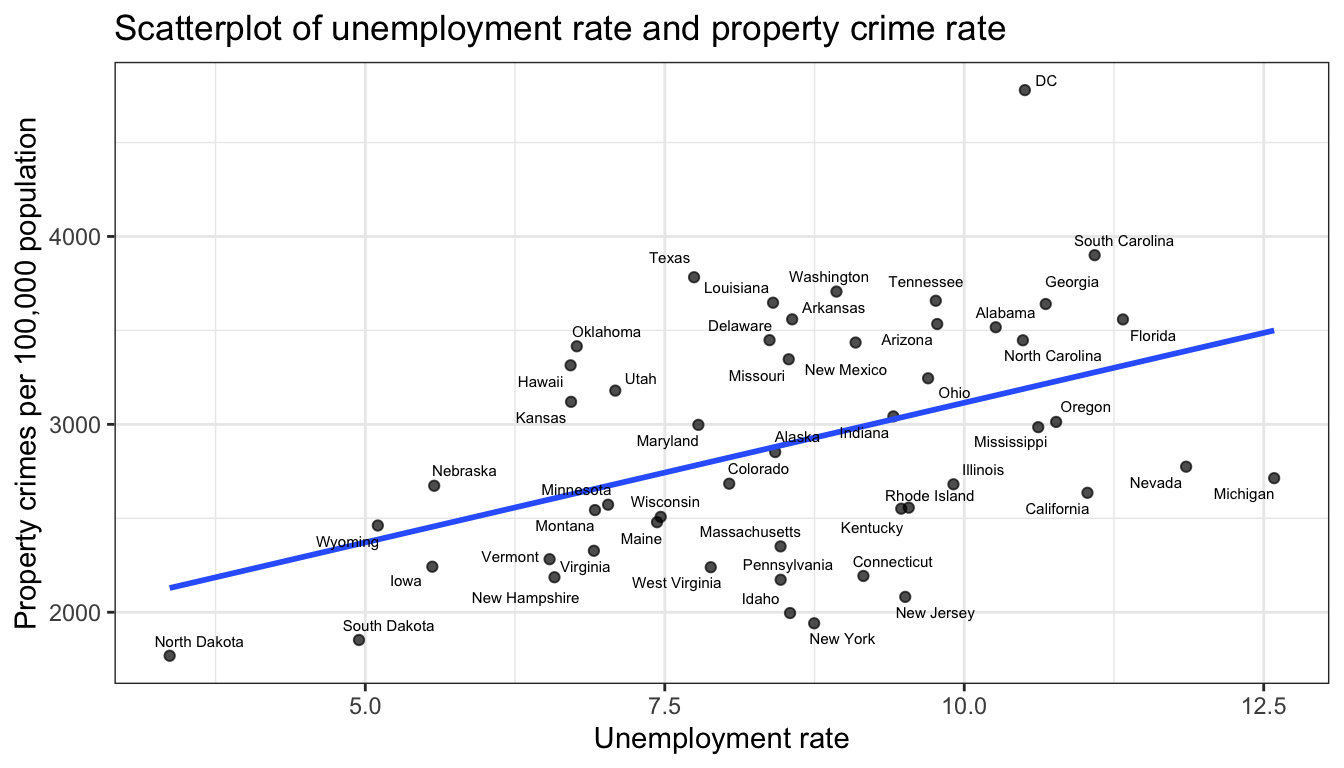 Scatterplot of unemployment rate and property crime rate
Property crimes per 100,000 population
4000
3000
2000
DC
South Carolina
Texas
Washington
Tennessee
Georgia
Louisiana
Arkansas
Alabama
Delaware
Oklahoma
Arizona
Florida
North Carolina
New Mexico
Missouri
Hawaii
Utah
Ohio
Kansas
Oregon
Maryland
Alaska
Indiana
Mississippi
Nebraska
Colorado
Illinois
Nevada
Minnesota
Michigan
Wisconsin
Rhode Island
California
Montana
Kentucky
Wyoming
Maine
Massachusetts
Vermont
Virginia
Pennsylvania
Connecticut
Iowa
West Virginia
New Hampshire
Idaho
New Jersey
South Dakota
New York
North Dakota
5.0
7.5
10.0
12.5
Unemployment rate